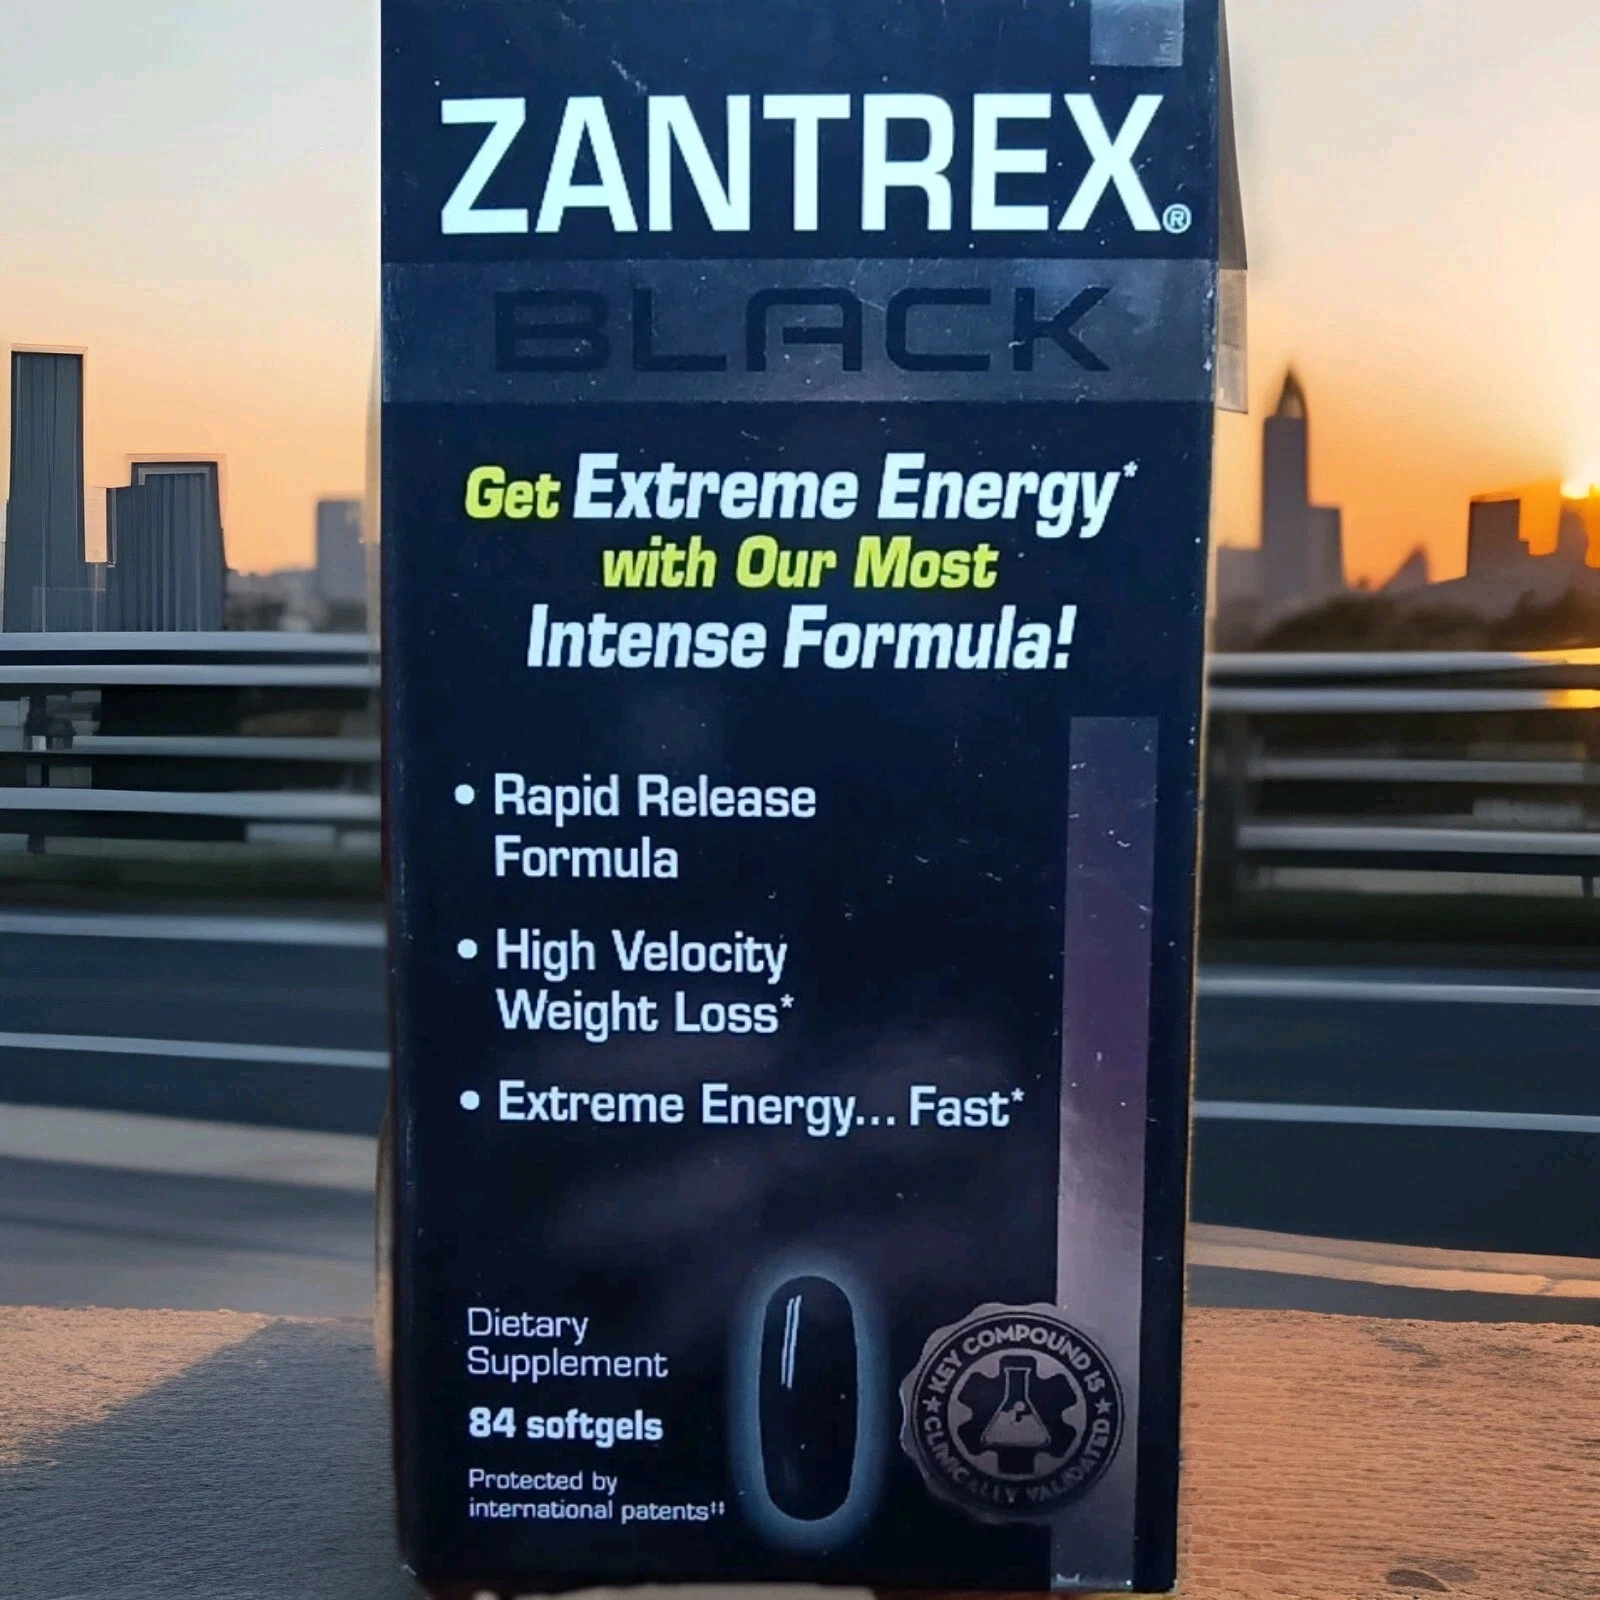 ZANTREX®
BLACK
Get Extreme Energy*
with Our Most
Intense Formula!
• Rapid Release
Formula
• High Velocity
Weight Loss*
• Extreme Energy... Fast*
Dietary
Supplement
84 softgels
Protected by
international patents‡‡
★ KEY COMPOUND IS ★
CLINICALLY VALIDATED